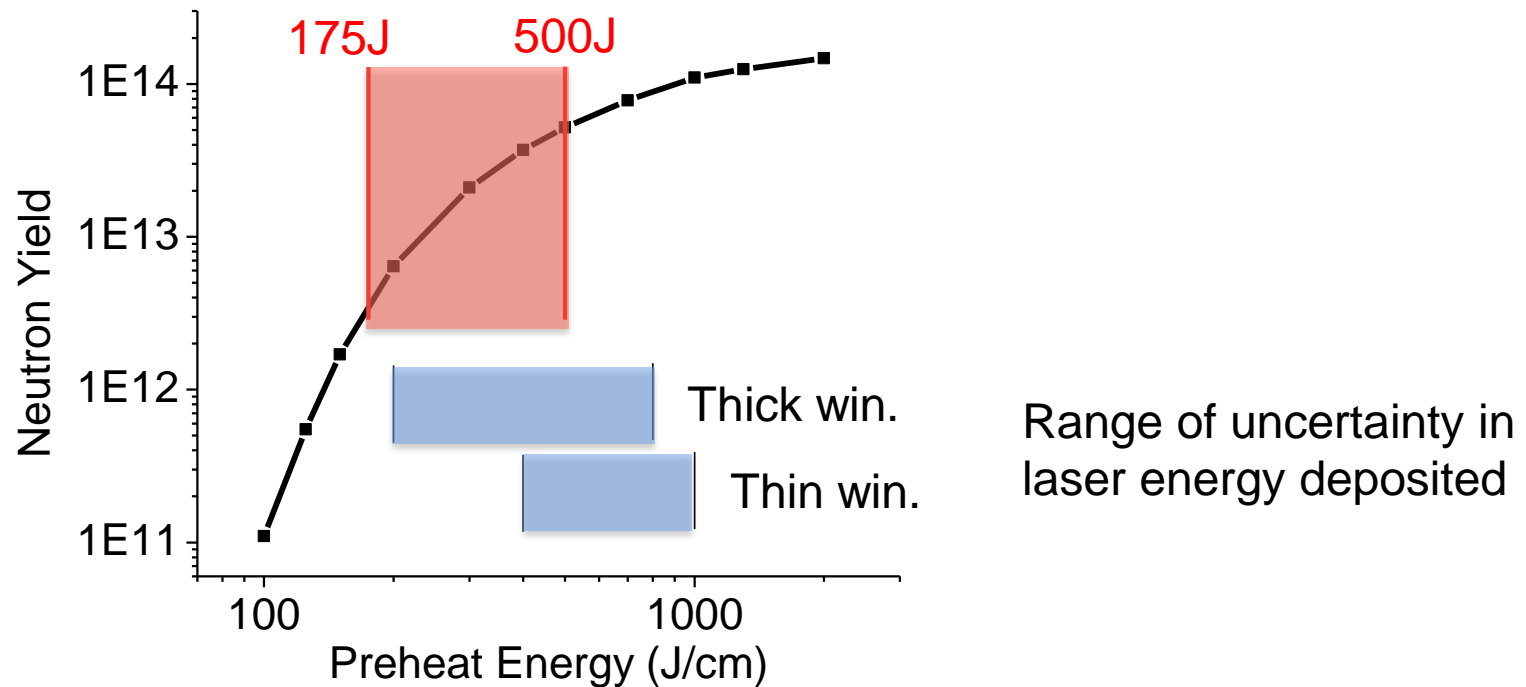 175J 500J
1E14
1E13
1E12
1E11
Neutron Yield
Thick win.
Thin win.
Range of uncertainty in
laser energy deposited
100 1000
Preheat Energy (J/cm)